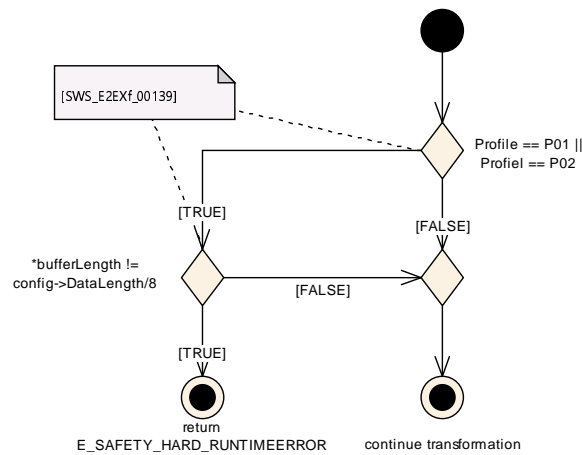 [SWS_E2EXf_00139]
Profile == P01 ||
Profiel == P02
[TRUE]
[FALSE]
*bufferLength !=
config->DataLength/8
[FALSE]
[TRUE]
return
E_SAFETY_HARD_RUNTIMEERROR
continue transformation